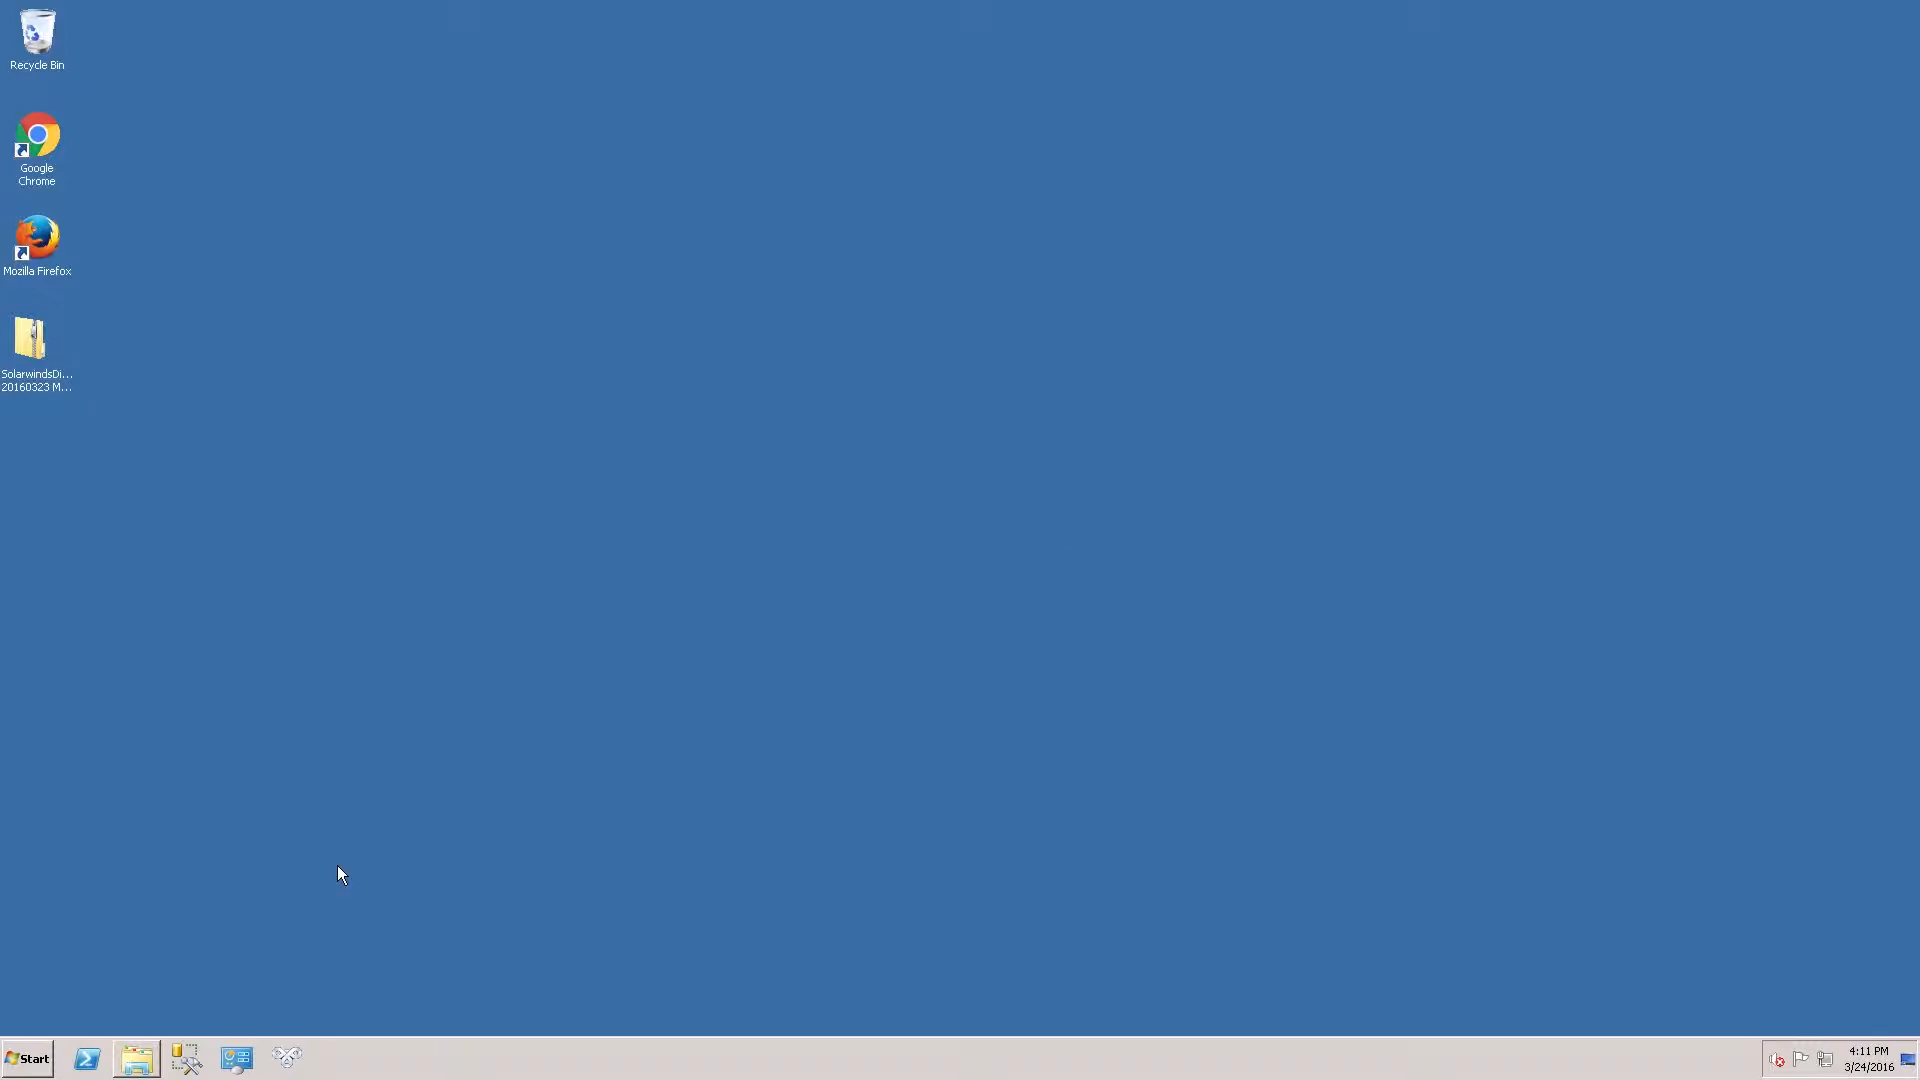 Recycle Bin
Google
Chrome
Mozilla Firefox
SolarwindsDi...
20160323 M...
Start
4:11 PM
3/24/2016